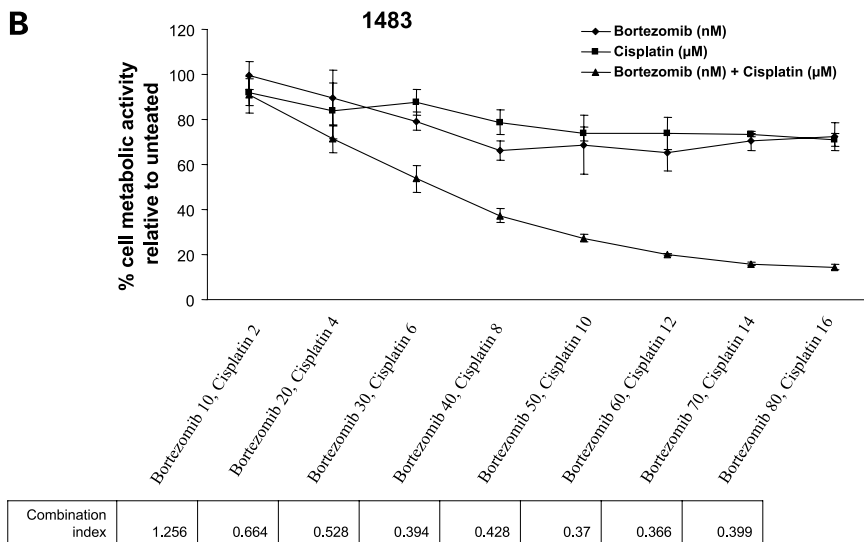 B
1483
Bortezomib (nM)
Cisplatin (μM)
Bortezomib (nM) + Cisplatin (μM)
% cell metabolic activity
relative to unteated
120
100
80
60
40
20
0
Bortezomib 10, Cisplatin 2
Bortezomib 20, Cisplatin 4
Bortezomib 30, Cisplatin 6
Bortezomib 40, Cisplatin 8
Bortezomib 50, Cisplatin 10
Bortezomib 60, Cisplatin 12
Bortezomib 70, Cisplatin 14
Bortezomib 80, Cisplatin 16
Combination
index 1.256 0.664 0.528 0.394 0.428 0.37 0.366 0.399